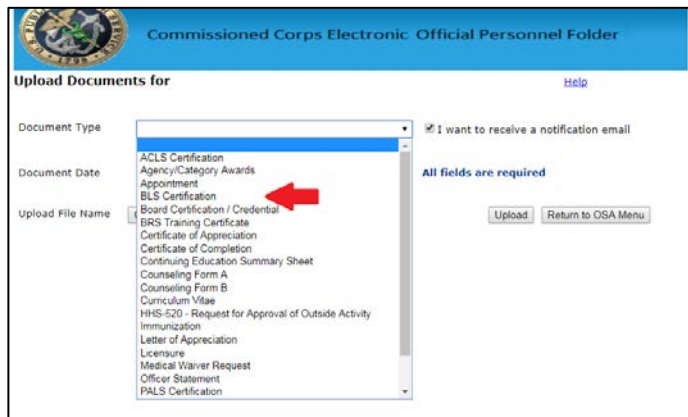 U.S. PUBLIC SERVICE
1798
Commissioned Corps Electronic Official Personnel Folder
Upload Documents for
Help
Document Type
I want to receive a notification email
ACLS Certification
Agency/Category Awards
Appointment
Document Date
All fields are required
BLS Certification
Board Certification / Credential
Upload File Name
Upload
Return to OSA Menu
BRS Training Certificate
Certificate of Appreciation
Certificate of Completion
Continuing Education Summary Sheet
Counseling Form A
Counseling Form B
Curriculum Vitae
HHS-520 - Request for Approval of Outside Activity
Immunization
Letter of Appreciation
Licensure
Medical Waiver Request
Officer Statement
PALS Certification